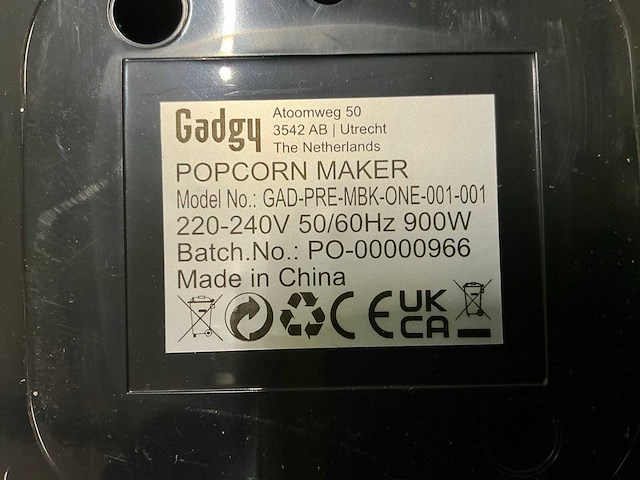 Gadgy
Atoomweg 50
3542 AB | Utrecht
The Netherlands
POPCORN MAKER
Model No.: GAD-PRE-MBK-ONE-001-001
220-240V 50/60Hz 900W
Batch.No.: PO-00000966
Made in China
CE UK
CA